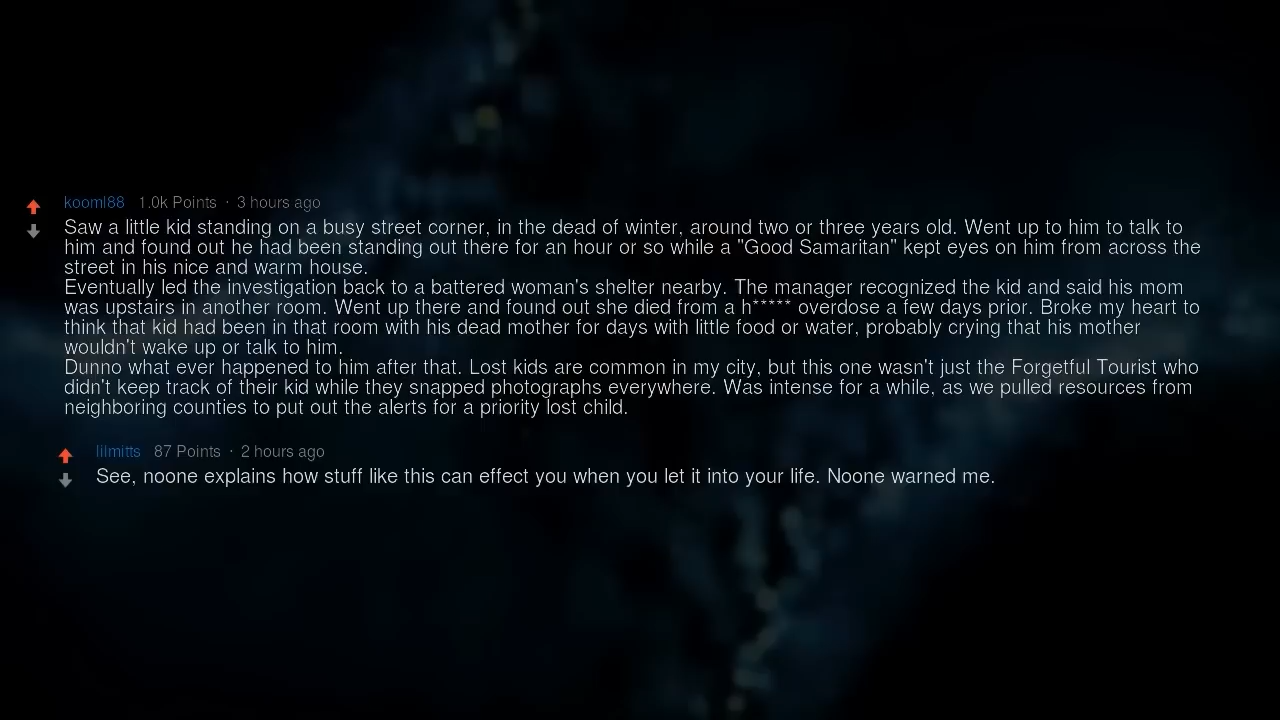 kooml88 1.0k Points · 3 hours ago
Saw a little kid standing on a busy street corner, in the dead of winter, around two or three years old. Went up to him to talk to
him and found out he had been standing out there for an hour or so while a "Good Samaritan" kept eyes on him from across the
street in his nice and warm house.
Eventually led the investigation back to a battered woman's shelter nearby. The manager recognized the kid and said his mom
was upstairs in another room. Went up there and found out she died from a h***** overdose a few days prior. Broke my heart to
think that kid had been in that room with his dead mother for days with little food or water, probably crying that his mother
wouldn't wake up or talk to him.
Dunno what ever happened to him after that. Lost kids are common in my city, but this one wasn't just the Forgetful Tourist who
didn't keep track of their kid while they snapped photographs everywhere. Was intense for a while, as we pulled resources from
neighboring counties to put out the alerts for a priority lost child.
lilmitts 87 Points · 2 hours ago
See, noone explains how stuff like this can effect you when you let it into your life. Noone warned me.